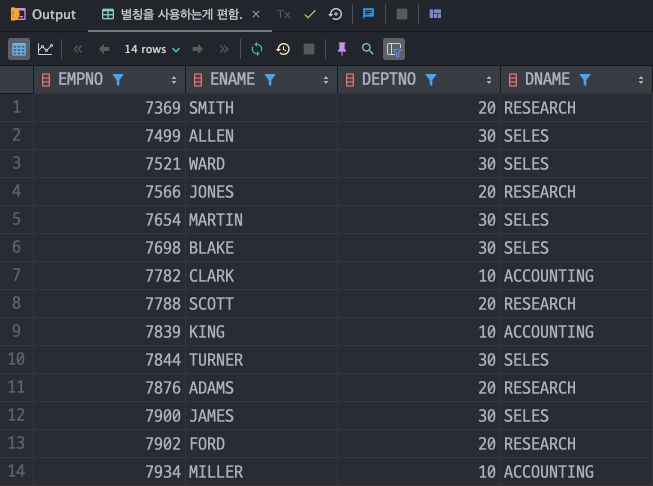 Output 별칭을 사용하는게 편함. × Tx
14 rows
EMPNO ENAME DEPTNO DNAME
1 7369 SMITH 20 RESEARCH
2 7499 ALLEN 30 SELES
3 7521 WARD 30 SELES
4 7566 JONES 20 RESEARCH
5 7654 MARTIN 30 SELES
6 7698 BLAKE 30 SELES
7 7782 CLARK 10 ACCOUNTING
8 7788 SCOTT 20 RESEARCH
9 7839 KING 10 ACCOUNTING
10 7844 TURNER 30 SELES
11 7876 ADAMS 20 RESEARCH
12 7900 JAMES 30 SELES
13 7902 FORD 20 RESEARCH
14 7934 MILLER 10 ACCOUNTING